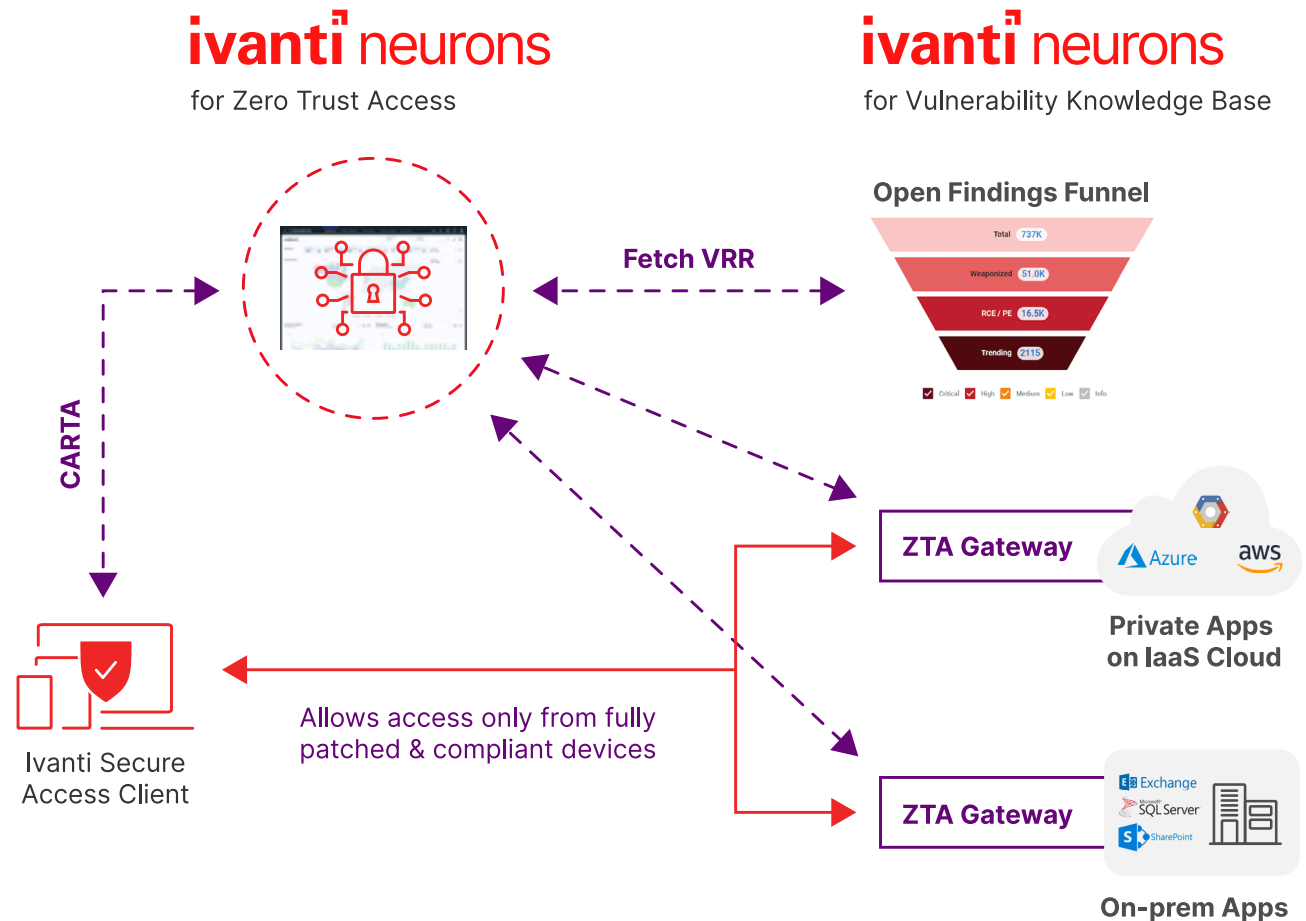 ivanti neurons
for Zero Trust Access
ivanti neurons
for Vulnerability Knowledge Base
Open Findings Funnel
Total 737K
Weaponized 51.0K
RCE / PE 16.5K
Trending 2115
Critical High Medium Low Info
Fetch VRR
CARTA
ZTA Gateway
Azure
aws
Private Apps
on IaaS Cloud
Allows access only from fully
patched & compliant devices
Ivanti Secure
Access Client
ZTA Gateway
E Exchange
Microsoft
SQL Server
S SharePoint
On-prem Apps